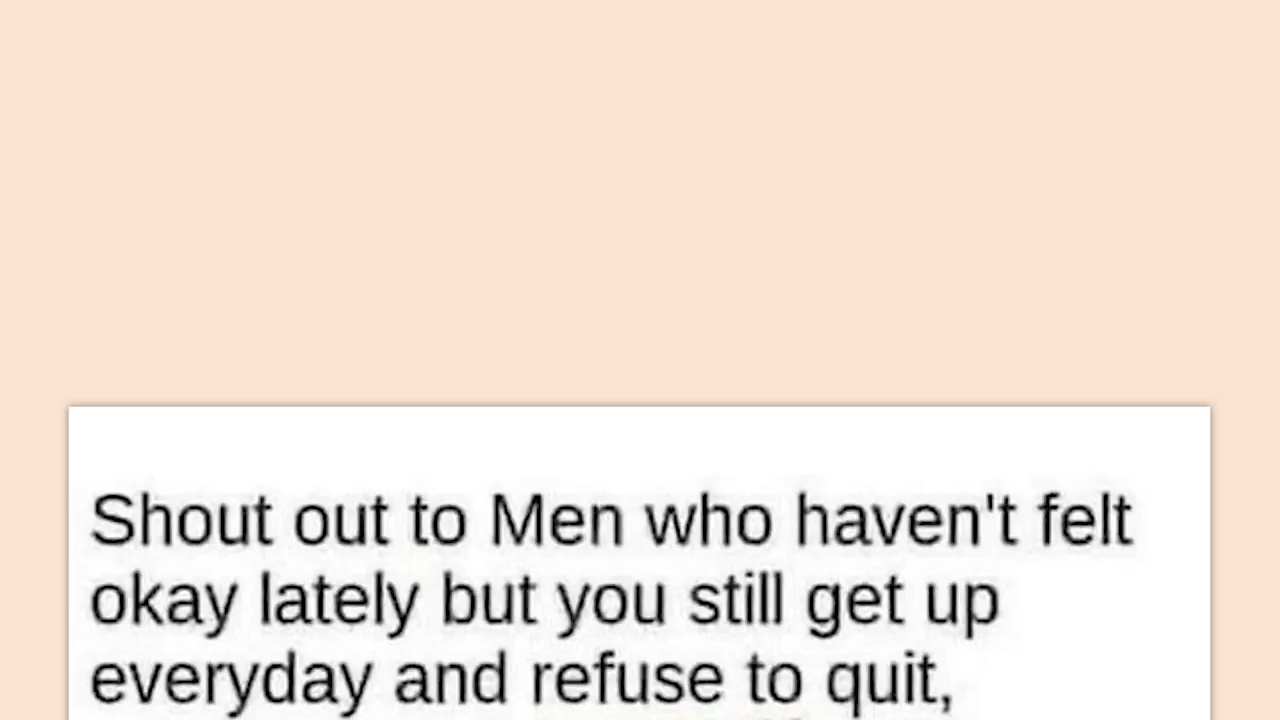 Shout out to Men who haven't felt
okay lately but you still get up
everyday and refuse to quit,